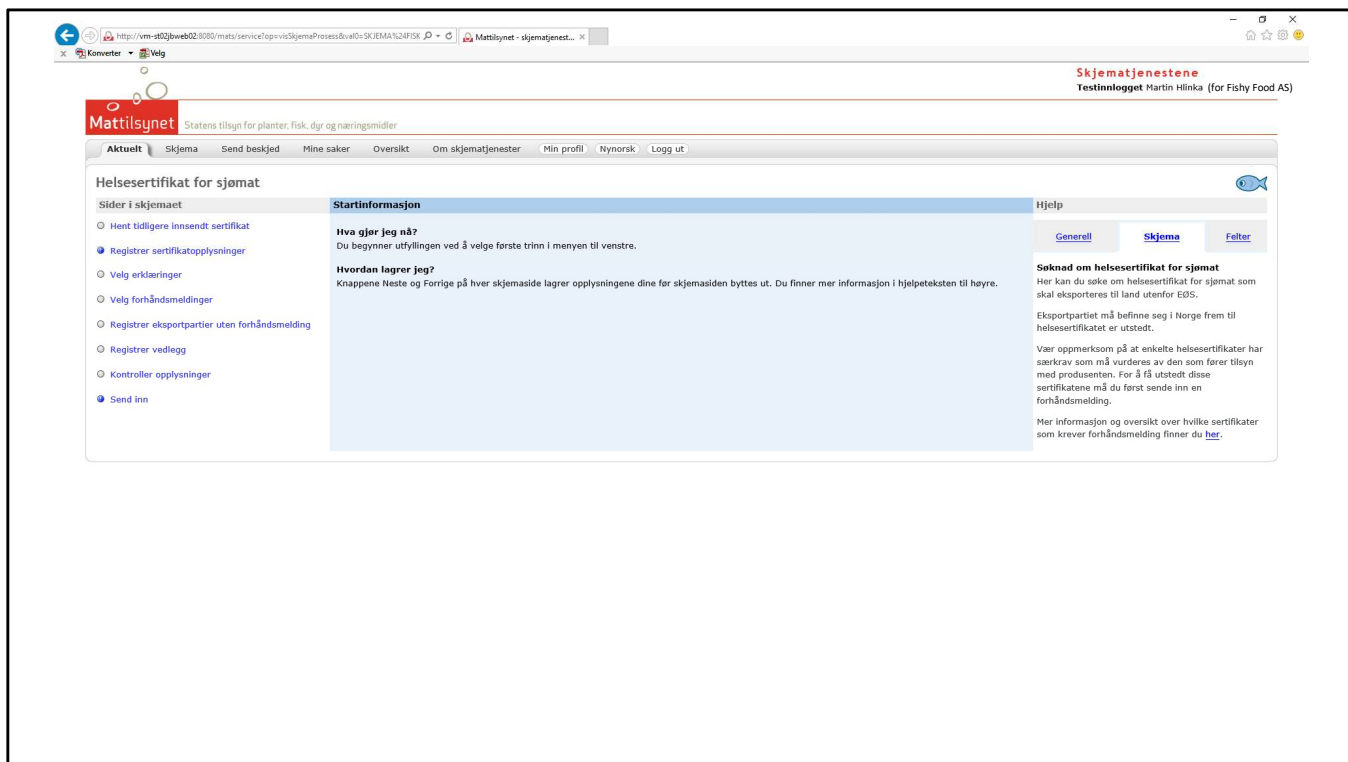 http://vm-st02jbweb02:8080/mats/service?op=visSkjemaProsess&val0=SKJEMA%24FISK
Mattilsynet - skjematjenest...
x Konverter Velg
Skjematjenestene
Testinnlogget Martin Hlinka (for Fishy Food AS)
Mattilsynet Statens tilsyn for planter, fisk, dyr og næringsmidler
Aktuelt Skjema Send beskjed Mine saker Oversikt Om skjematjenester Min profil Nynorsk Logg ut
Helsesertifikat for sjømat
Sider i skjemaet
Hent tidligere innsendt sertifikat
Registrer sertifikatopplysninger
Velg erklæringer
Velg forhåndsmeldinger
Registrer eksportpartier uten forhåndsmelding
Registrer vedlegg
Kontroller opplysninger
Send inn
Startinformasjon
Hva gjør jeg nå?
Du begynner utfyllingen ved å velge første trinn i menyen til venstre.
Hvordan lagrer jeg?
Knappene Neste og Forrige på hver skjemaside lagrer opplysningene dine før skjemasiden byttes ut. Du finner mer informasjon i hjelpeteksten til høyre.
Hjelp
Generell Skjema Felter
Søknad om helsesertifikat for sjømat
Her kan du søke om helsesertifikat for sjømat som
skal eksporteres til land utenfor EØS.
Eksportpartiet må befinne seg i Norge frem til
helsesertifikatet er utstedt.
Vær oppmerksom på at enkelte helsesertifikater har
særkrav som må vurderes av den som fører tilsyn
med produsenten. For å få utstedt disse
sertifikatene må du først sende inn en
forhåndsmelding.
Mer informasjon og oversikt over hvilke sertifikater
som krever forhåndsmelding finner du her.